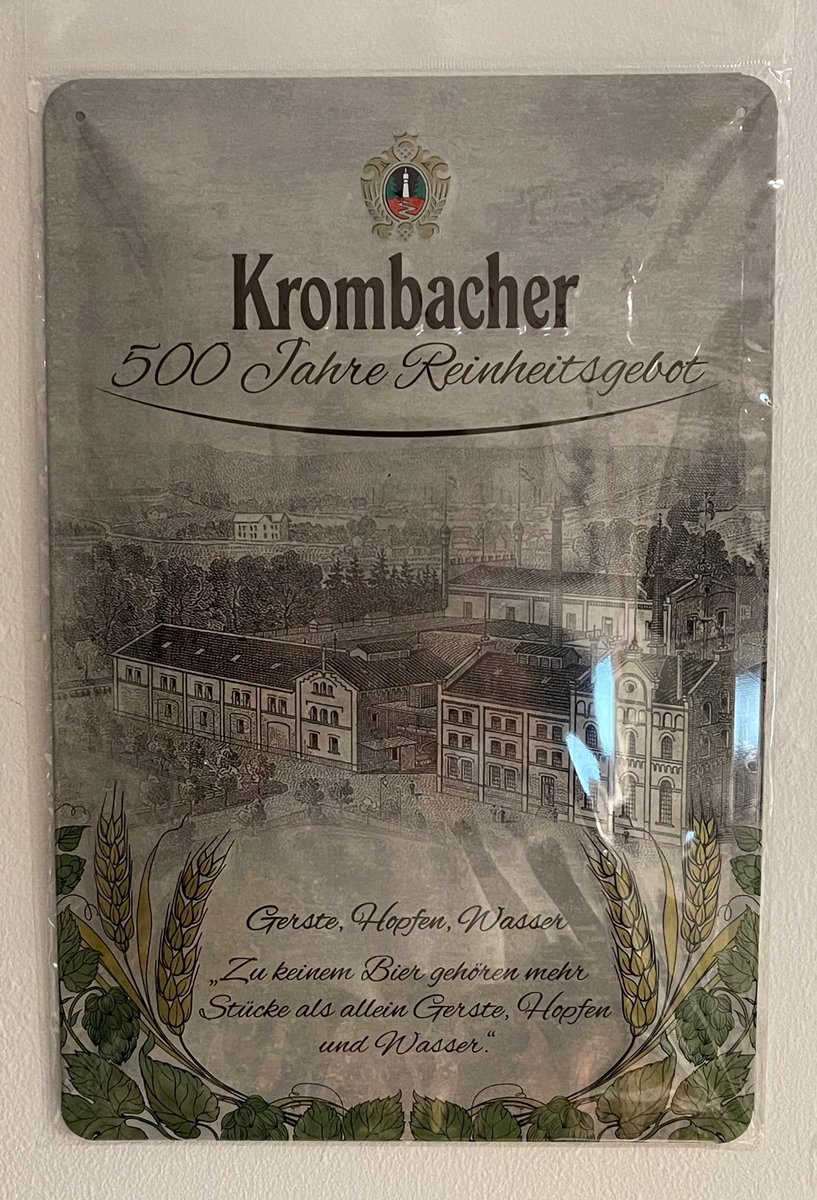 Krombacher
500 Jahre Reinheitsgebot
Gerste, Hopfen, Wasser
„Zu keinem Bier gehören mehr
Stücke als allein Gerste, Hopfen
und Wasser.“